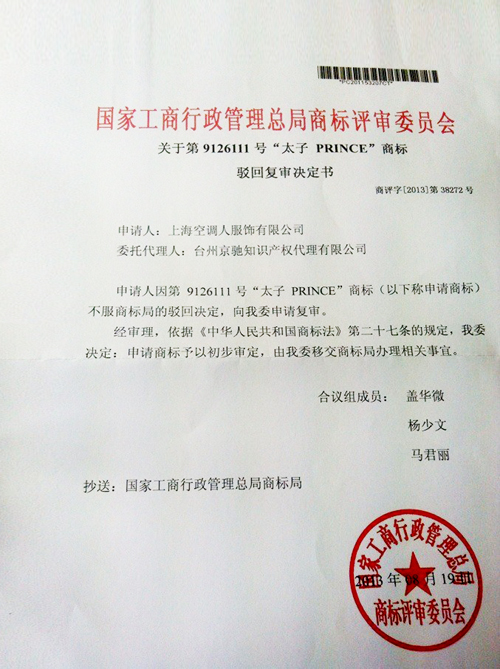 *PC201153207CY*
国家工商行政管理总局商标评审委员会
关于第 9126111 号“太子 PRINCE”商标
驳回复审决定书
商评字[2013]第 38272 号
申请人：上海空调人服饰有限公司
委托代理人：台州京驰知识产权代理有限公司
申请人因第 9126111 号“太子 PRINCE”商标（以下称申请商标）
不服商标局的驳回决定，向我委申请复审。
经审理，依据《中华人民共和国商标法》第二十七条的规定，我委
决定：申请商标予以初步审定，由我委移交商标局办理相关事宜。
合议组成员： 盖华微
杨少文
马君丽
抄送：国家工商行政管理总局商标局
国家工商行政管理总局
2013 年 08 月 19 日
商标评审委员会